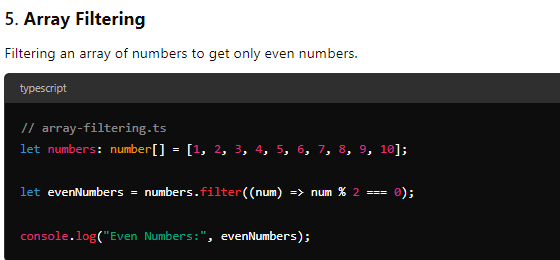 5. Array Filtering
Filtering an array of numbers to get only even numbers.
typescript
// array-filtering.ts
let numbers: number[] = [1, 2, 3, 4, 5, 6, 7, 8, 9, 10];
let evenNumbers = numbers.filter((num) => num % 2 === 0);
console.log("Even Numbers:", evenNumbers);